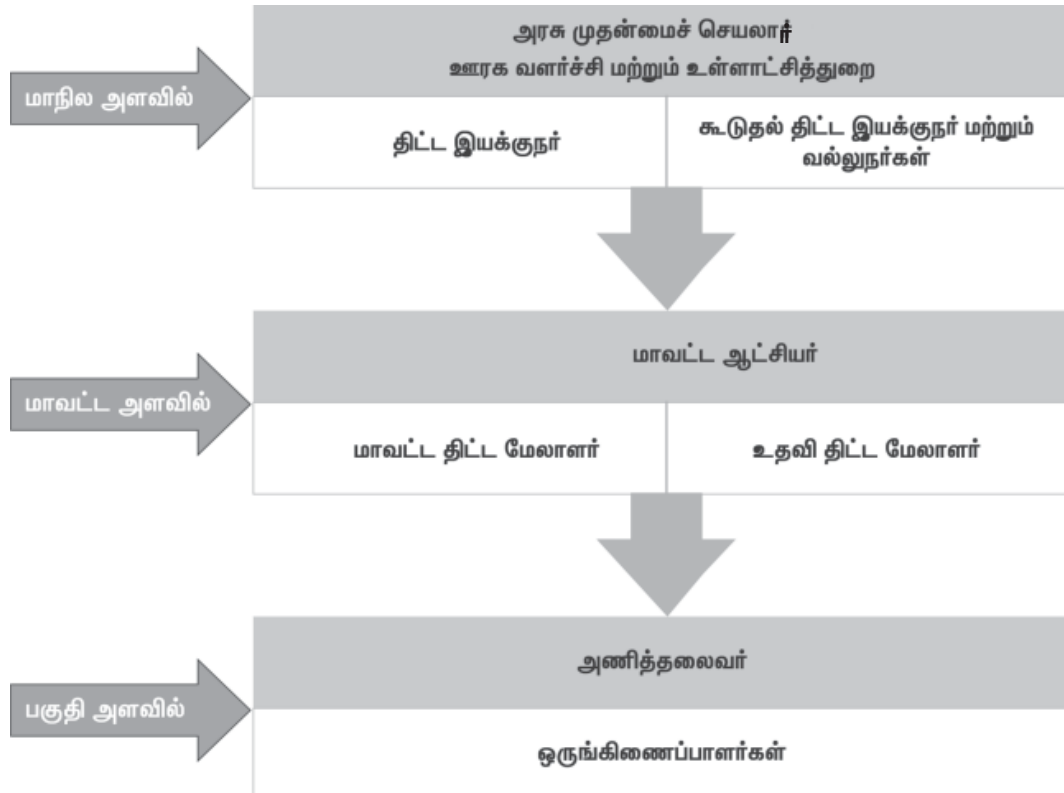 அரசு முதன்மைச் செயலார்
ஊரக வளர்ச்சி மற்றும் உள்ளாட்சித்துறை
மாநில அளவில்
திட்ட இயக்குநர்
கூடுதல் திட்ட இயக்குநர் மற்றும்
வல்லுநர்கள்
மாவட்ட ஆட்சியர்
மாவட்ட அளவில்
மாவட்ட திட்ட மேலாளர்
உதவி திட்ட மேலாளர்
அணித்தலைவர்
பகுதி அளவில்
ஒருங்கிணைப்பாளர்கள்